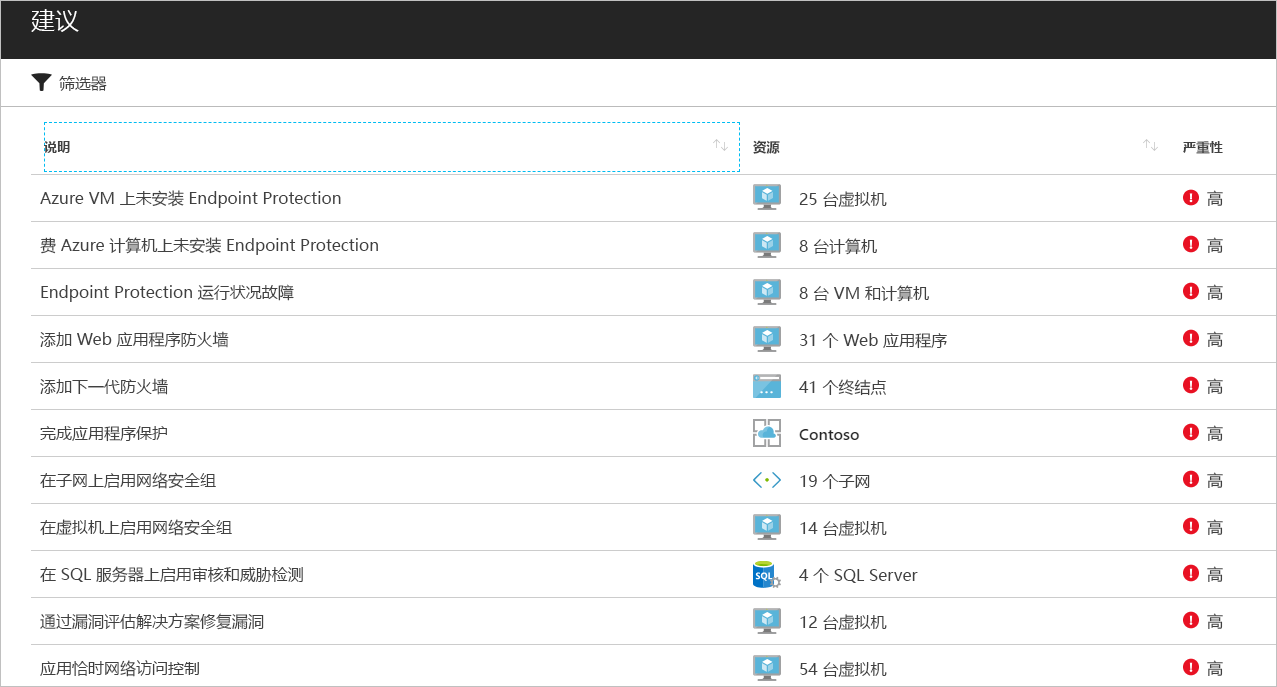 建议
筛选器
说明 资源 严重性
Azure VM 上未安装 Endpoint Protection 25 台虚拟机 高
费 Azure 计算机上未安装 Endpoint Protection 8 台计算机 高
Endpoint Protection 运行状况故障 8 台 VM 和计算机 高
添加 Web 应用程序防火墙 31 个 Web 应用程序 高
添加下一代防火墙 41 个终结点 高
完成应用程序保护 Contoso 高
在子网上启用网络安全组 19 个子网 高
在虚拟机上启用网络安全组 14 台虚拟机 高
在 SQL 服务器上启用审核和威胁检测 SQL 4 个 SQL Server 高
通过漏洞评估解决方案修复漏洞 12 台虚拟机 高
应用恰时网络访问控制 54 台虚拟机 高